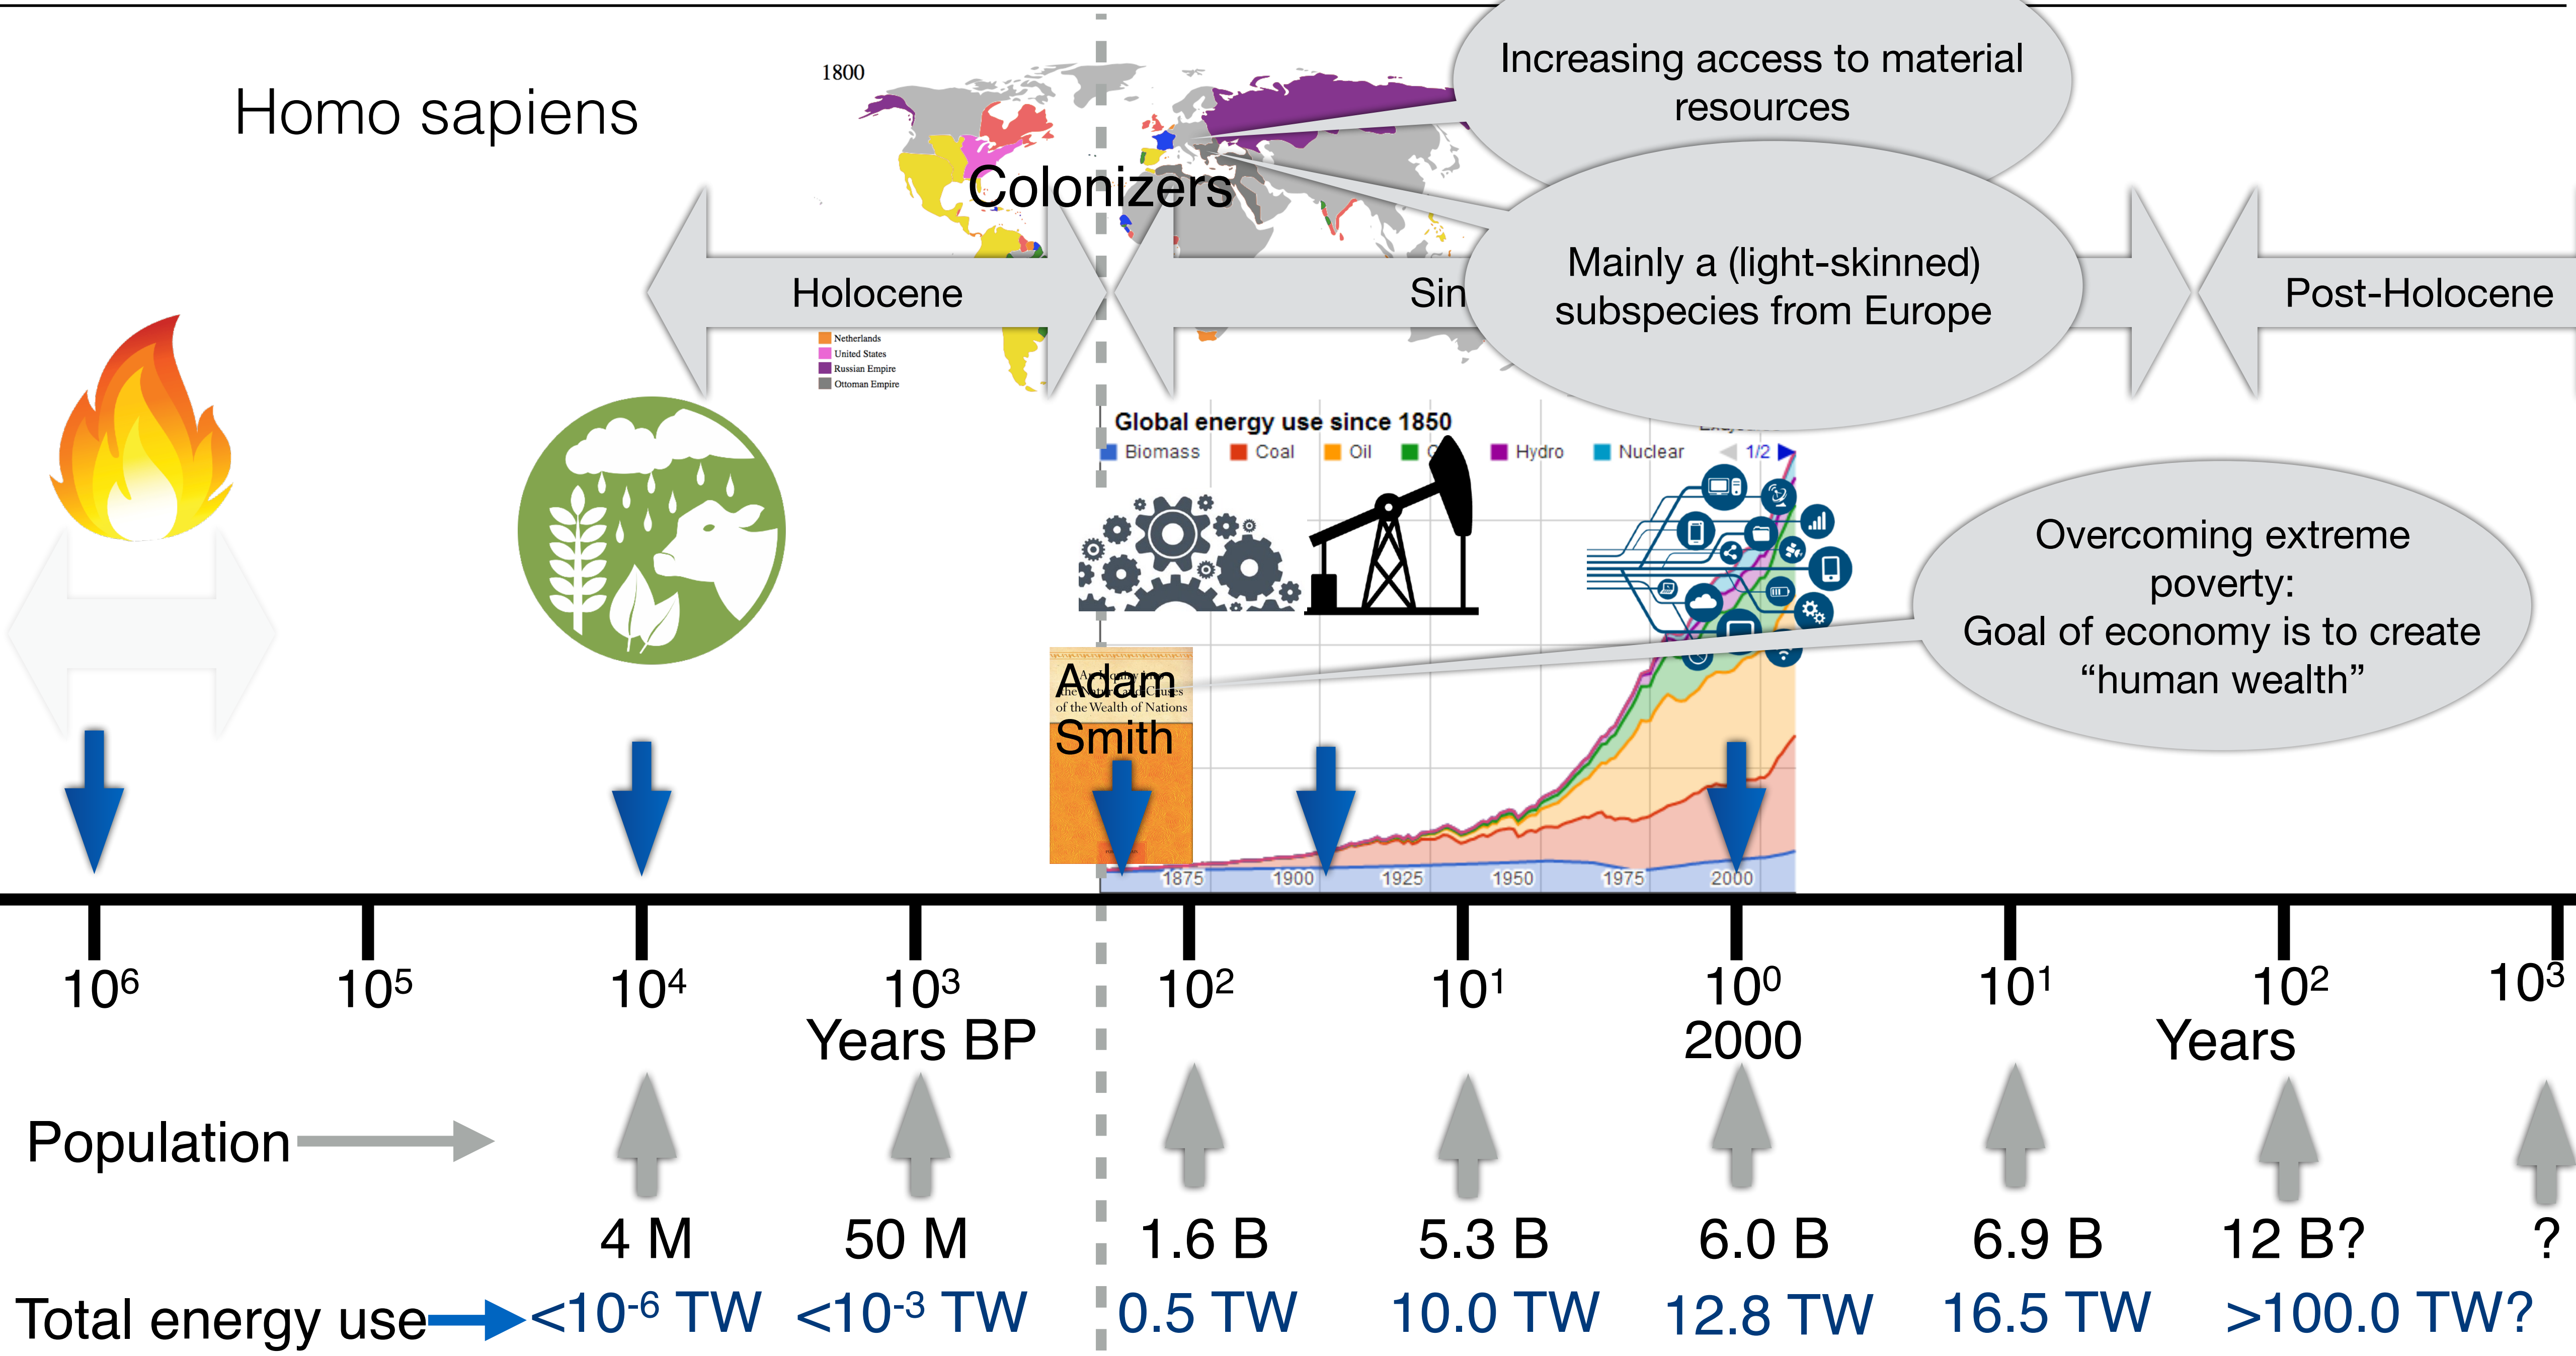 Increasing access to material
resources
1800
Homo sapiens
Colonizers
Mainly a (light-skinned)
subspecies from Europe
Holocene
Sin
Post-Holocene
Netherlands
United States
Russian Empire
Ottoman Empire
Global energy use since 1850
Biomass Coal Oil Hydro Nuclear 1/2
Overcoming extreme
poverty:
Goal of economy is to create
“human wealth”
Adam
Smith
the Nature and Causes
of the Wealth of Nations
1875 1900 1925 1950 1975 2000
10⁶ 10⁵ 10⁴ 10³ 10² 10¹ 10⁰ 10¹ 10² 10³
Years BP 2000 Years
Population
4 M 50 M 1.6 B 5.3 B 6.0 B 6.9 B 12 B? ?
Total energy use <10⁻⁶ TW <10⁻³ TW 0.5 TW 10.0 TW 12.8 TW 16.5 TW >100.0 TW?